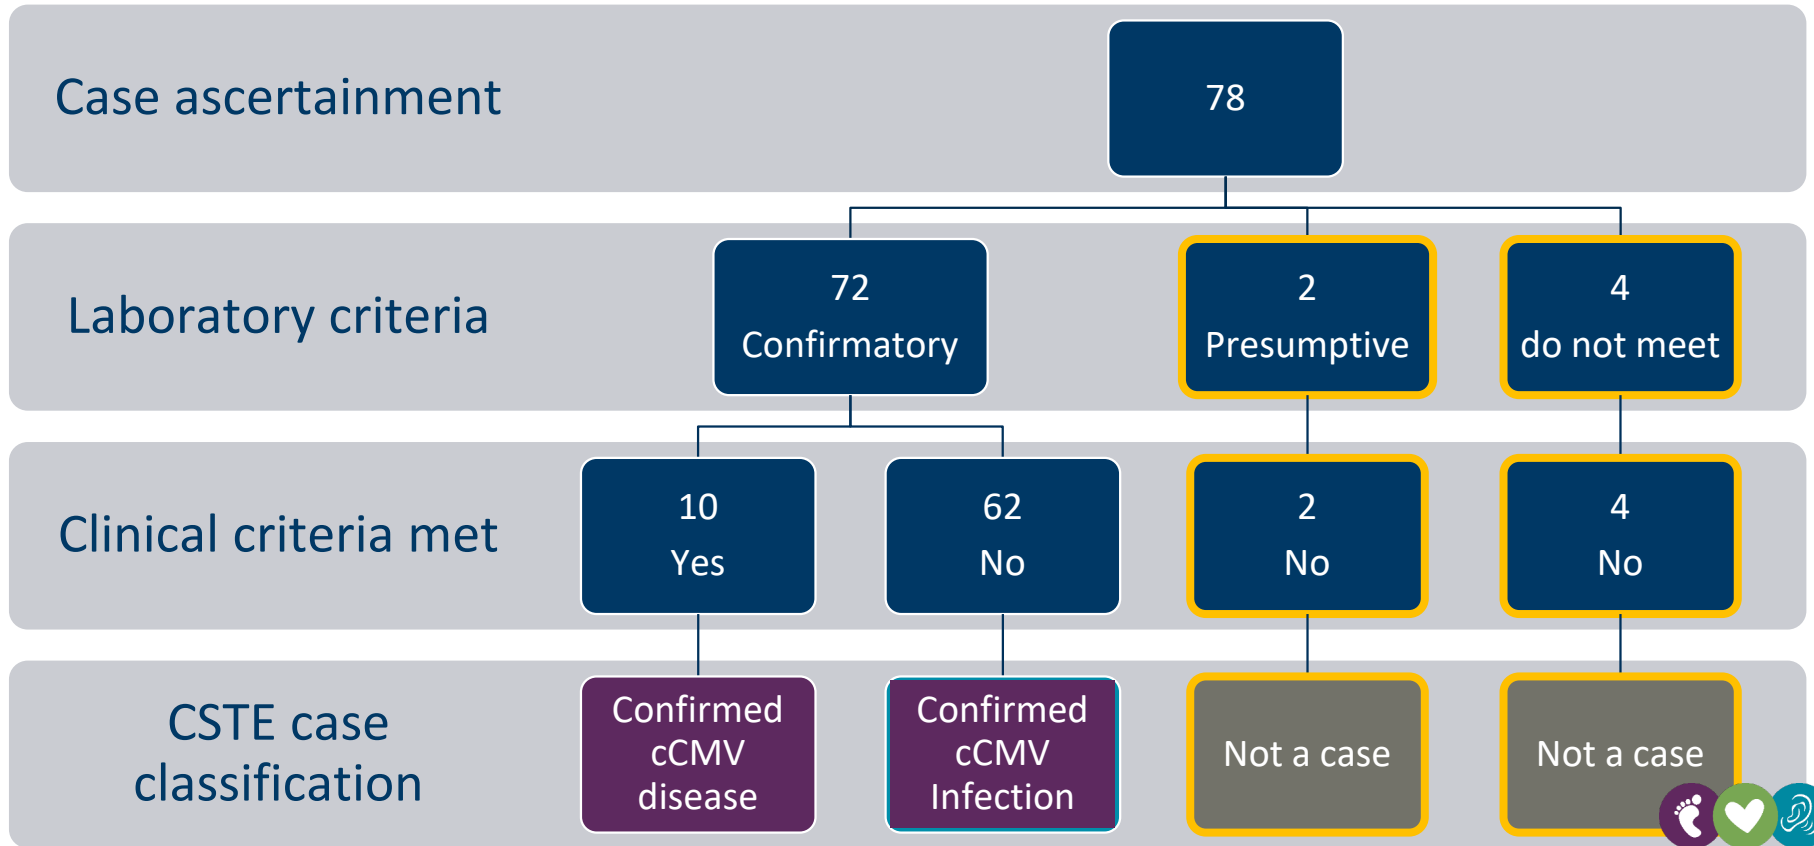 Case ascertainment
78
Laboratory criteria
72
Confirmatory
2
Presumptive
4
do not meet
Clinical criteria met
10
Yes
62
No
2
No
4
No
CSTE case
classification
Confirmed
cCMV
disease
Confirmed
cCMV
Infection
Not a case
Not a case